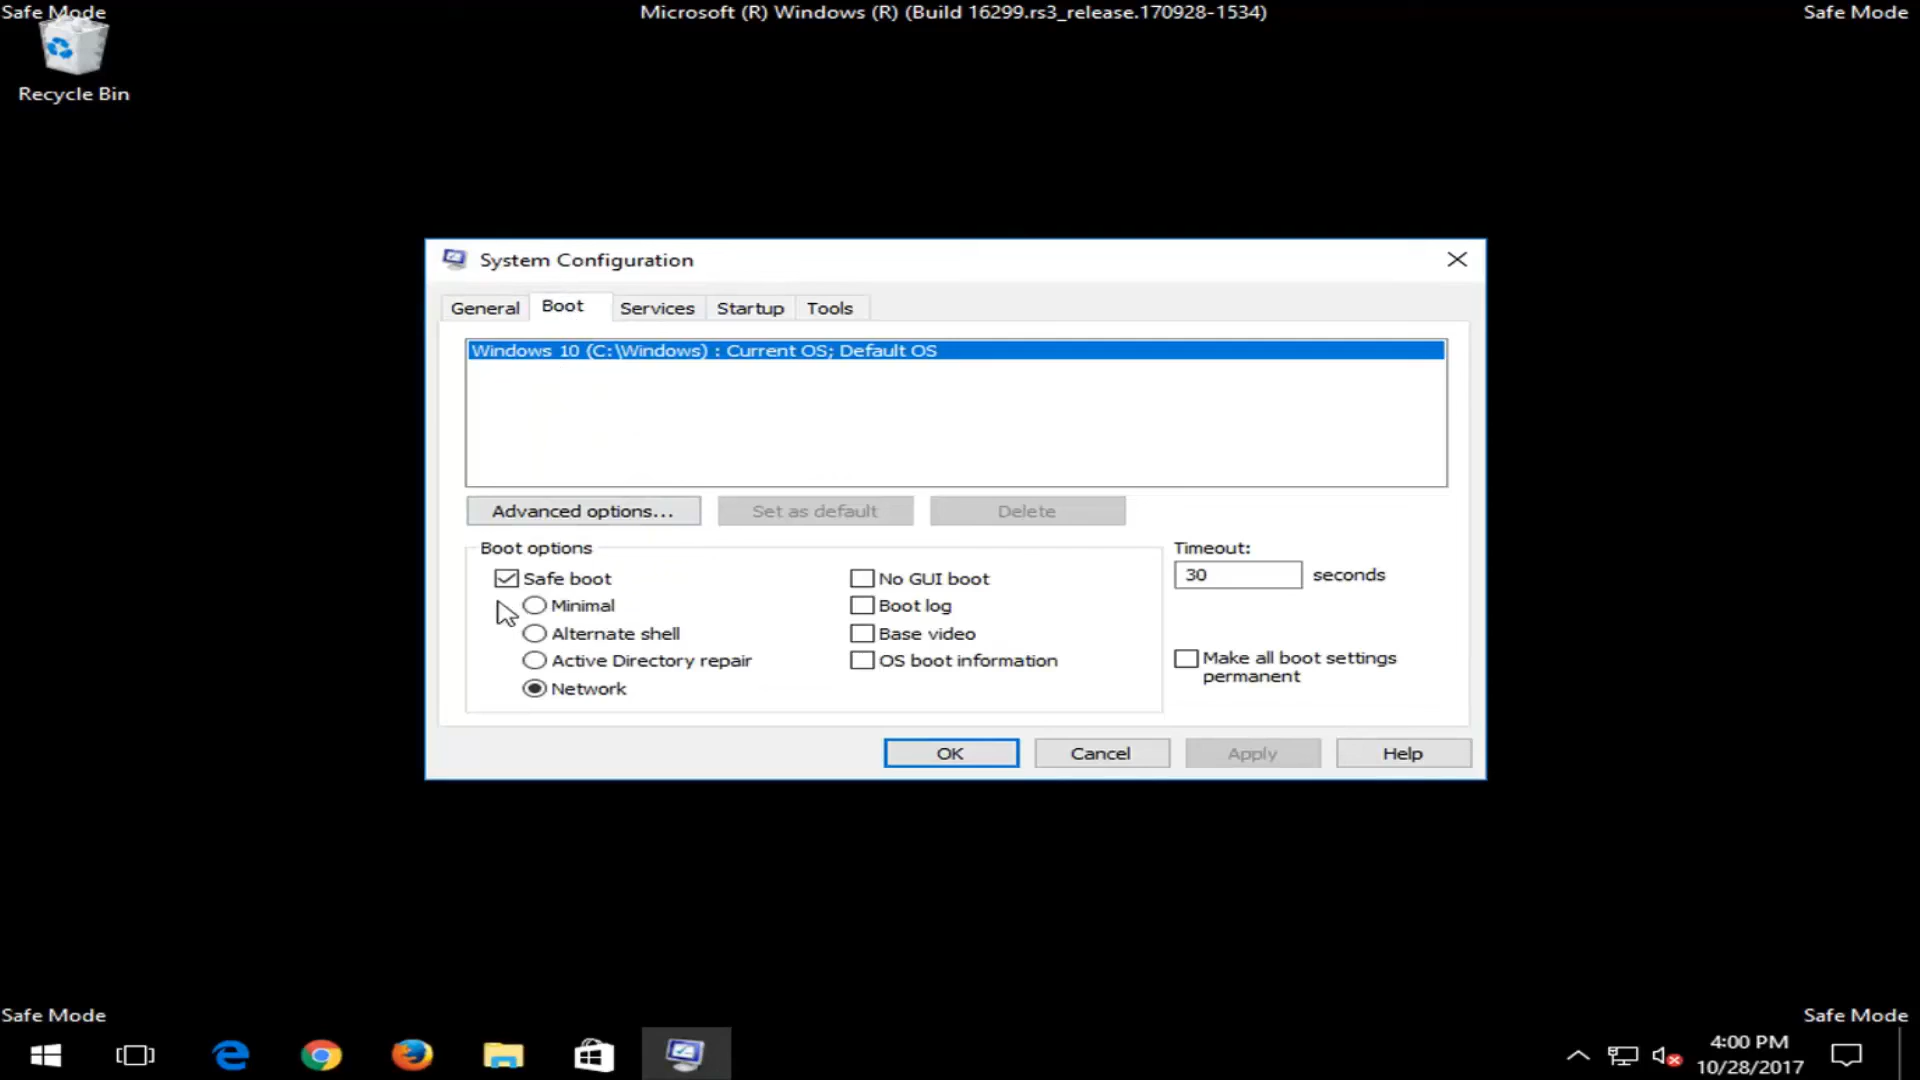 Safe Mode
Microsoft (R) Windows (R) (Build 16299.rs3_release.170928-1534)
Safe Mode
Recycle Bin
System Configuration
General
Boot
Services
Startup
Tools
Windows 10 (C:\Windows) : Current OS; Default OS
Advanced options...
Set as default
Delete
Boot options
Safe boot
Minimal
Alternate shell
Active Directory repair
Network
No GUI boot
Boot log
Base video
OS boot information
Timeout:
30 seconds
Make all boot settings
permanent
OK
Cancel
Apply
Help
Safe Mode
Safe Mode
4:00 PM
10/28/2017